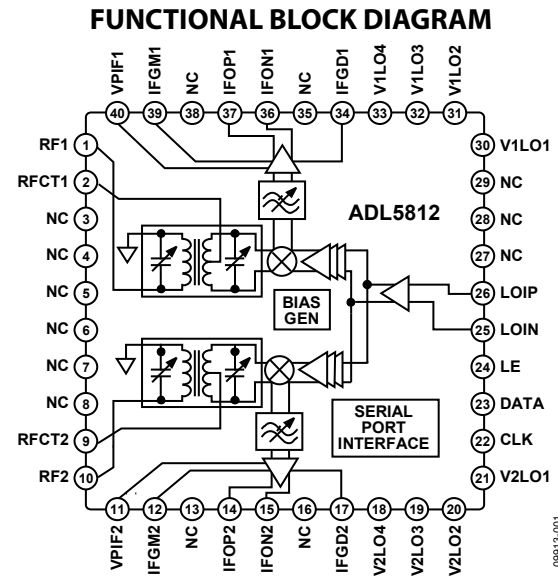 FUNCTIONAL BLOCK DIAGRAM
VPIF1
IFGM1
NC
IFOP1
IFON1
NC
IFGD1
V1LO4
V1LO3
V1LO2
40
39
38
37
36
35
34
33
32
31
RF1 1
RFCT1 2
NC 3
NC 4
NC 5
NC 6
NC 7
NC 8
RFCT2 9
RF2 10
ADL5812
BIAS
GEN
SERIAL
PORT
INTERFACE
30 V1LO1
29 NC
28 NC
27 NC
26 LOIP
25 LOIN
24 LE
23 DATA
22 CLK
21 V2LO1
11
12
13
14
15
16
17
18
19
20
VPIF2
IFGM2
NC
IFOP2
IFON2
NC
IFGD2
V2LO4
V2LO3
V2LO2
09913-001